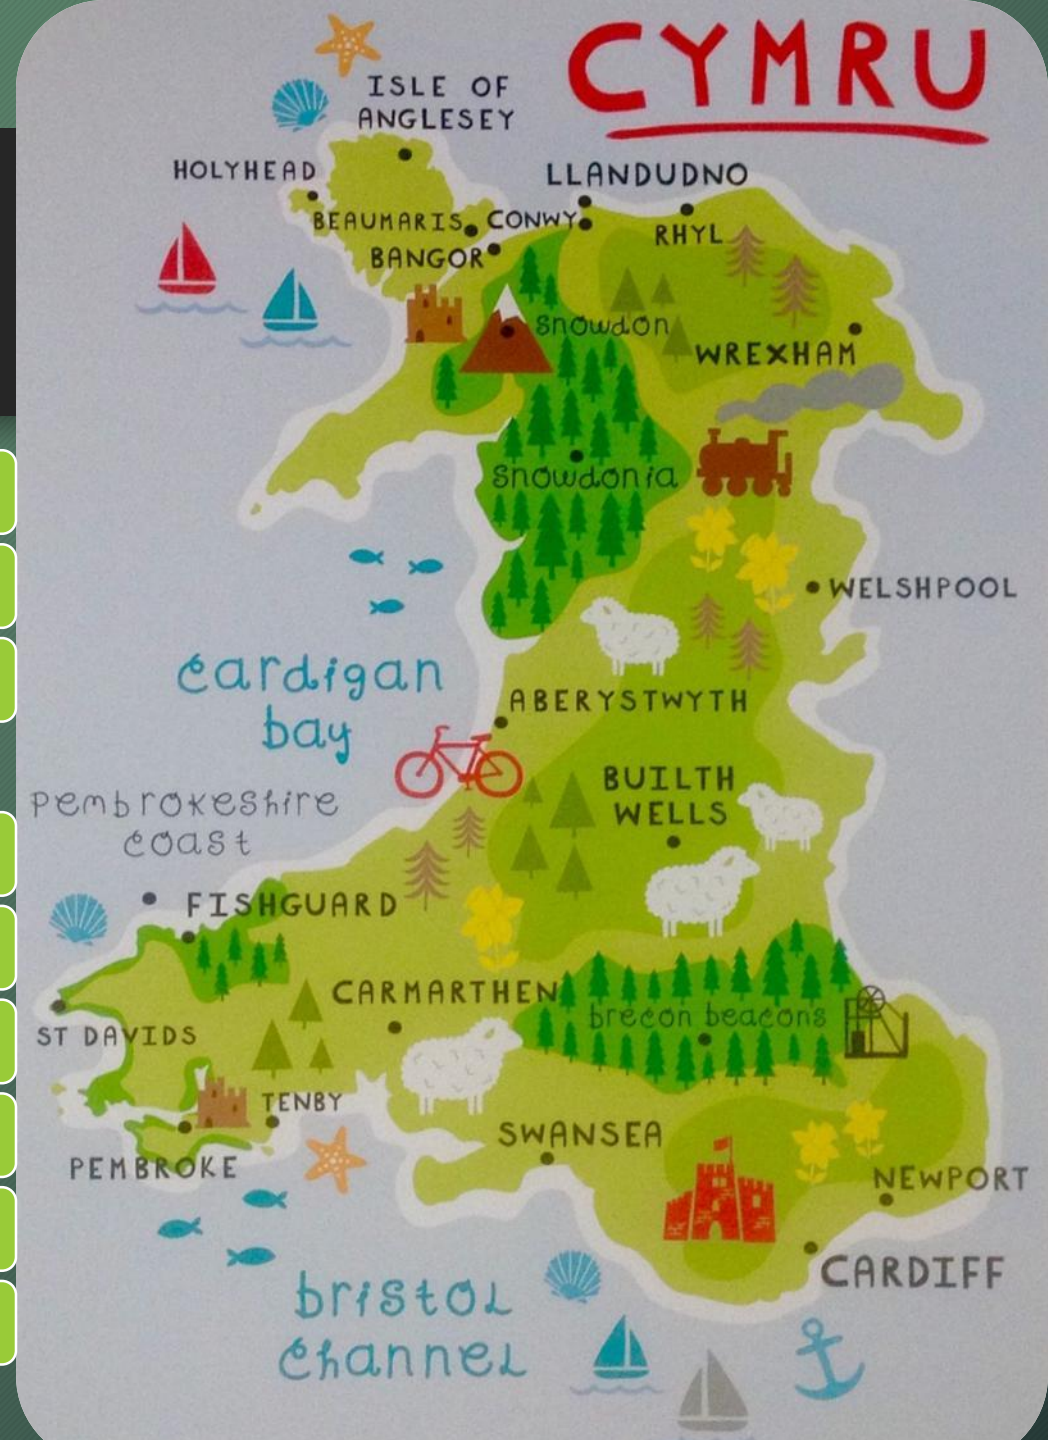 CYMRU
ISLE OF
ANGLESEY
HOLYHEAD
LLANDUDNO
BEAUMARIS
CONWY
RHYL
BANGOR
snowdon
WREXHAM
snowdonia
WELSHPOOL
cardigan
bay
ABERYSTWYTH
BUILTH
WELLS
pembrokeshire
coast
FISHGUARD
CARMARTHEN
brecon beacons
ST DAVIDS
TENBY
SWANSEA
PEMBROKE
NEWPORT
CARDIFF
bristol
channel